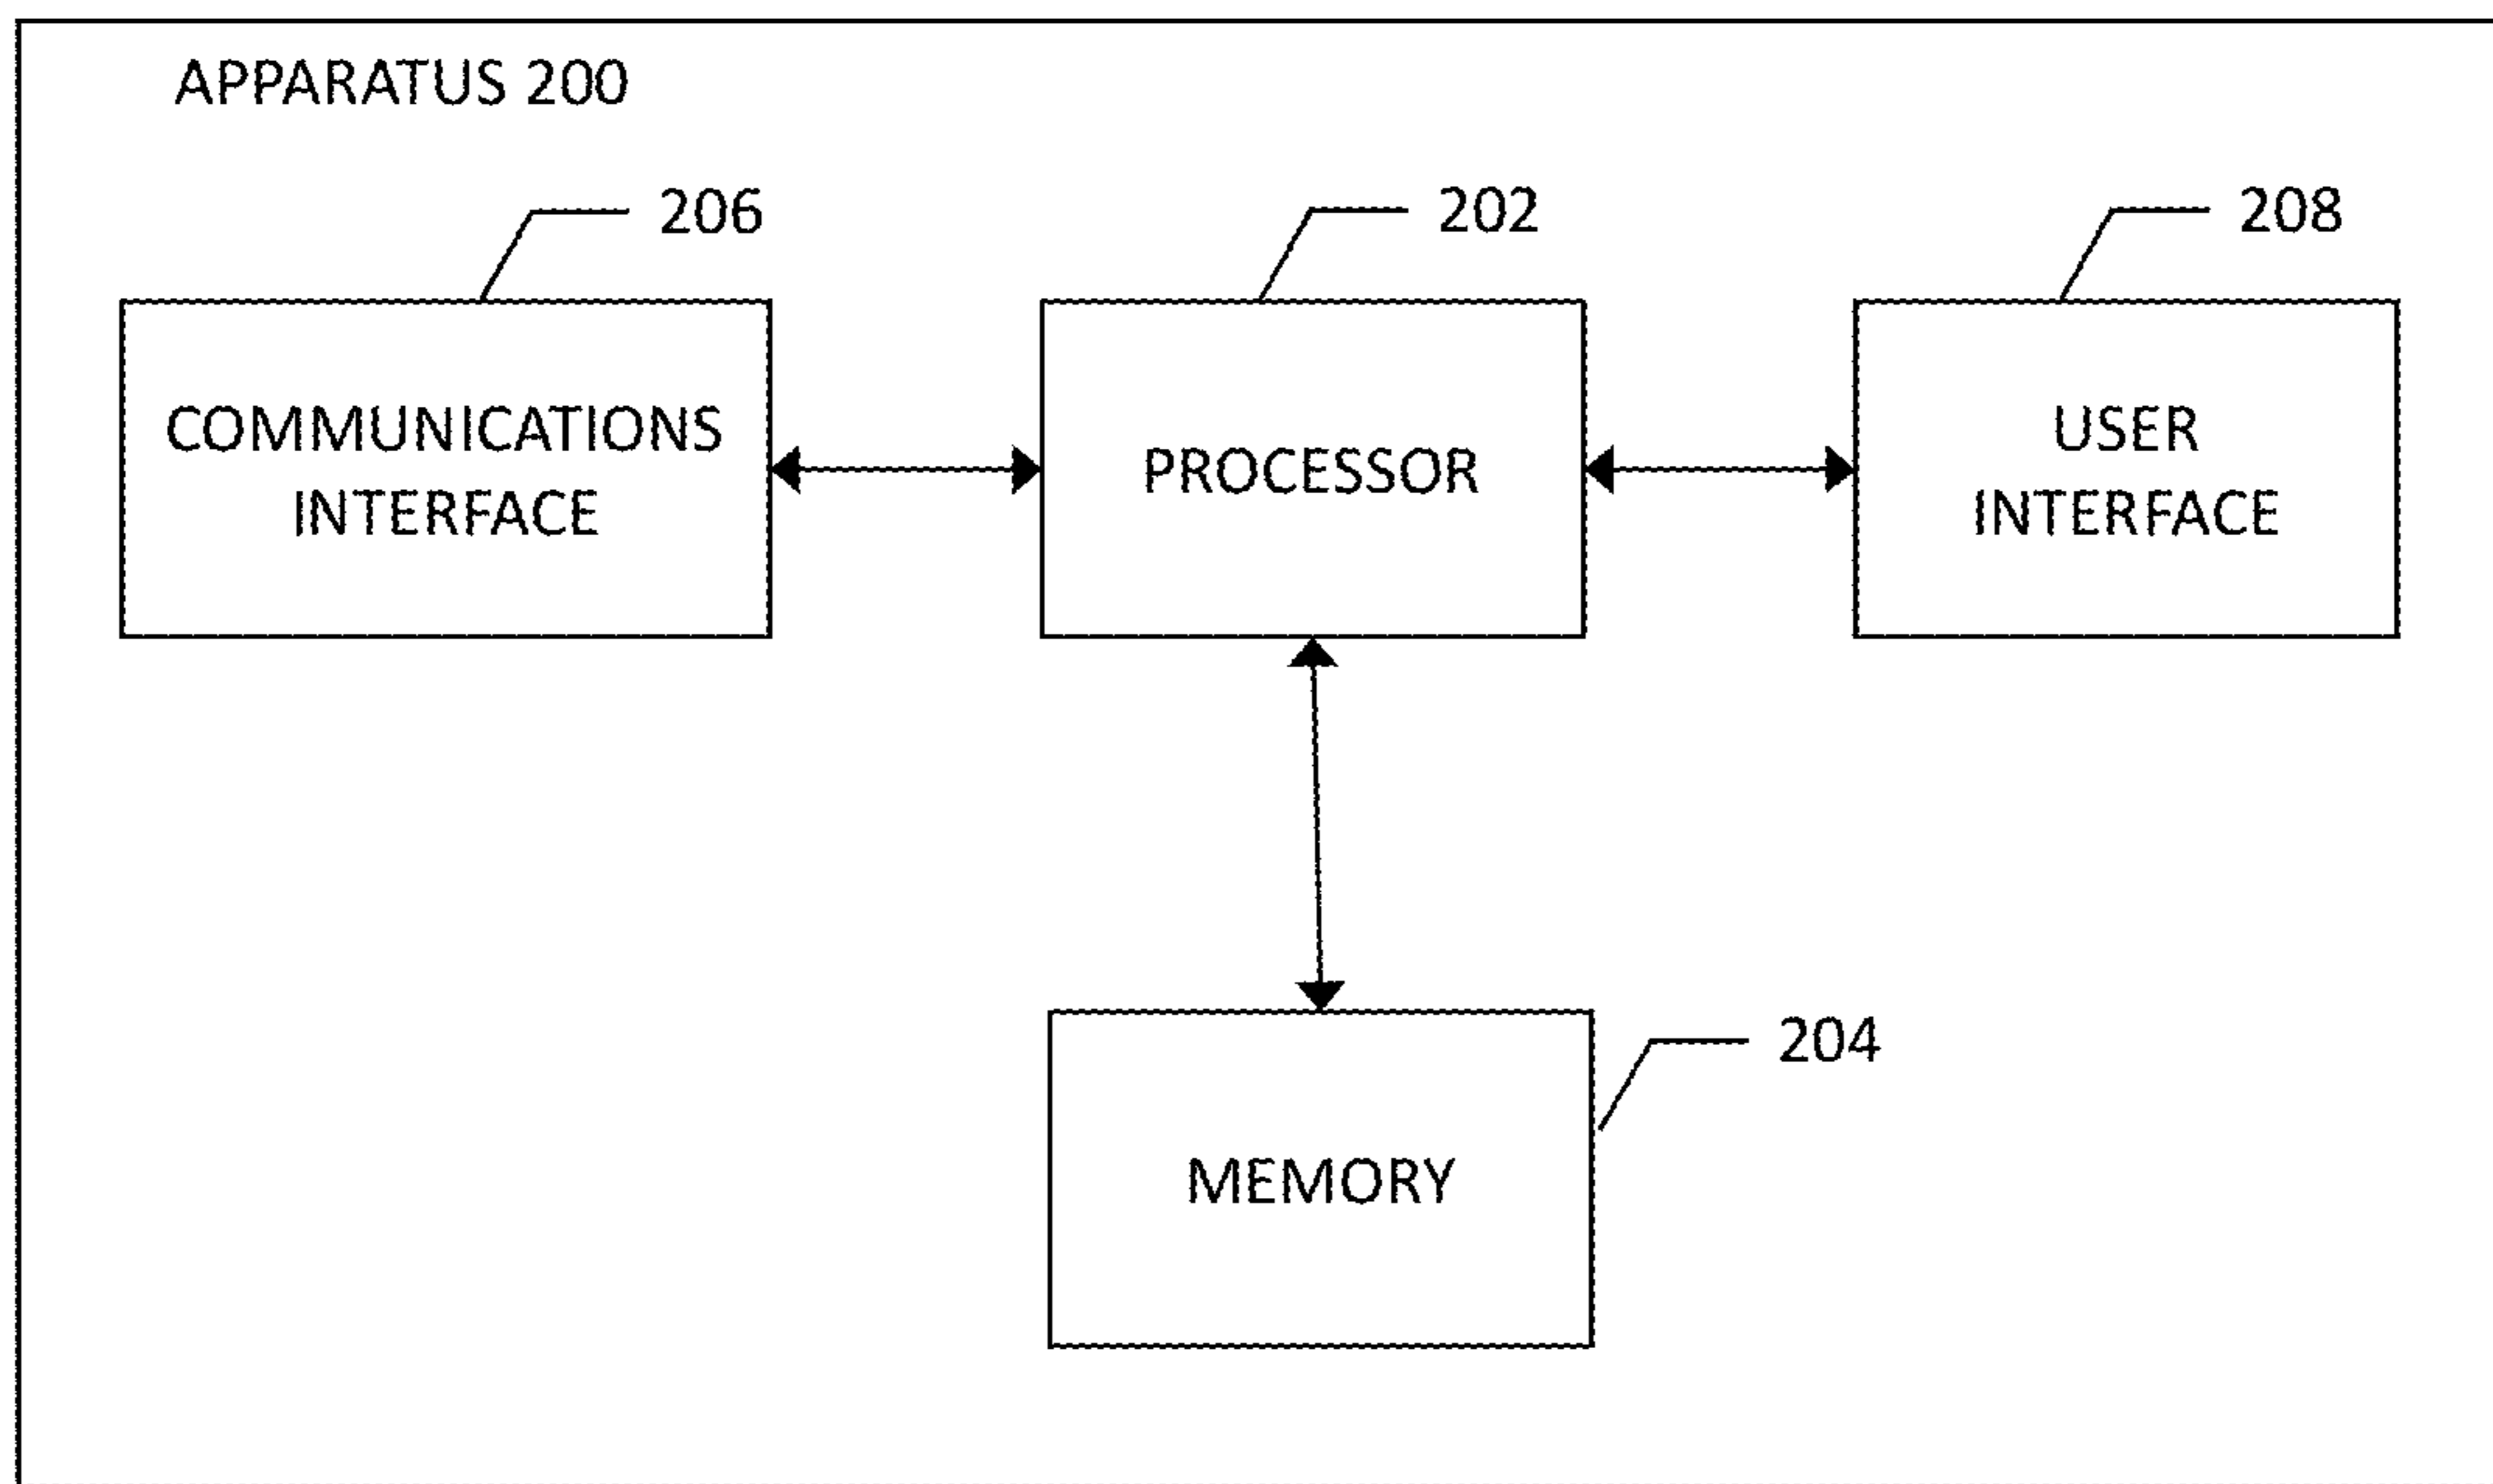 APPARATUS 200
206
202
208
COMMUNICATIONS
INTERFACE
PROCESSOR
USER
INTERFACE
204
MEMORY